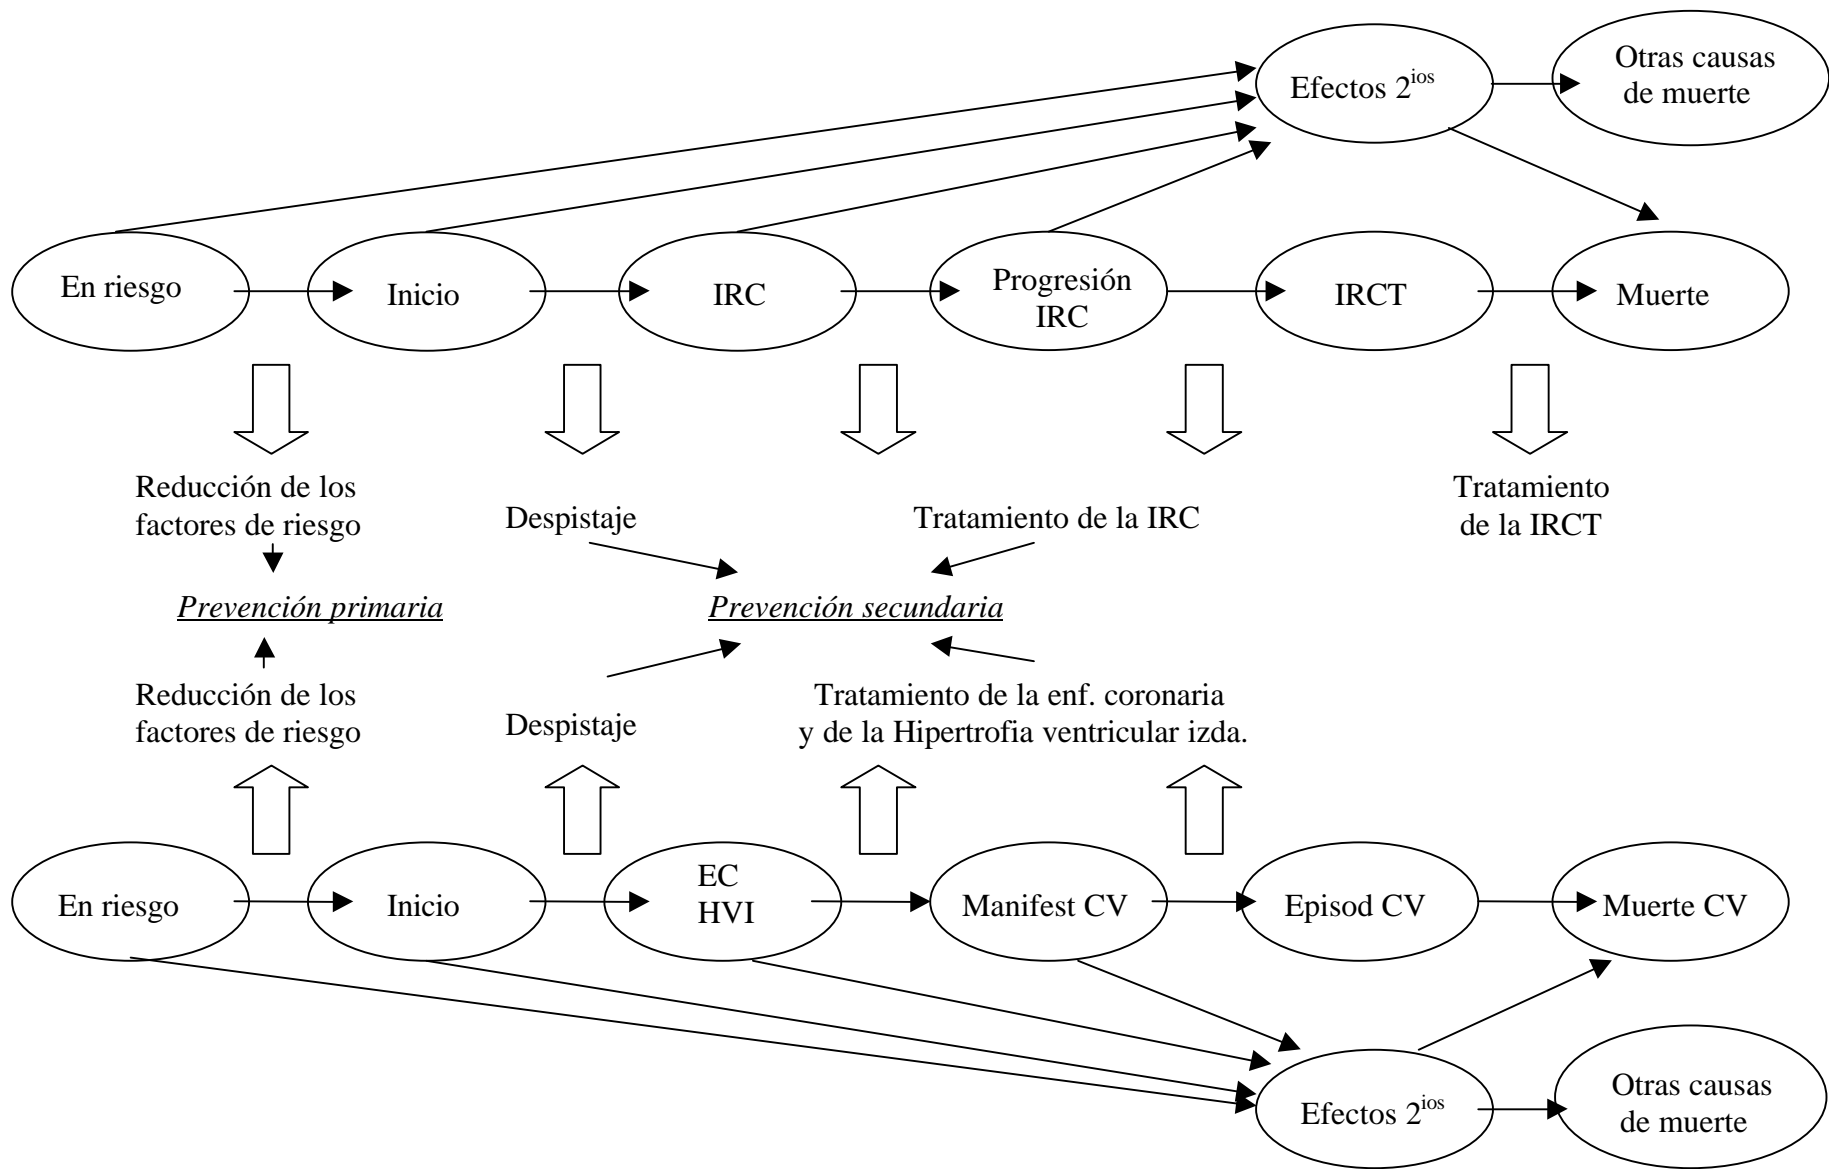 Efectos 2ios
Otras causas
de muerte
En riesgo
Inicio
IRC
Progresión
IRC
IRCT
Muerte
Reducción de los
factores de riesgo
Despistaje
Tratamiento de la IRC
Tratamiento
de la IRCT
Prevención primaria
Prevención secundaria
Reducción de los
factores de riesgo
Despistaje
Tratamiento de la enf. coronaria
y de la Hipertrofia ventricular izda.
En riesgo
Inicio
EC
HVI
Manifest CV
Episod CV
Muerte CV
Efectos 2ios
Otras causas
de muerte